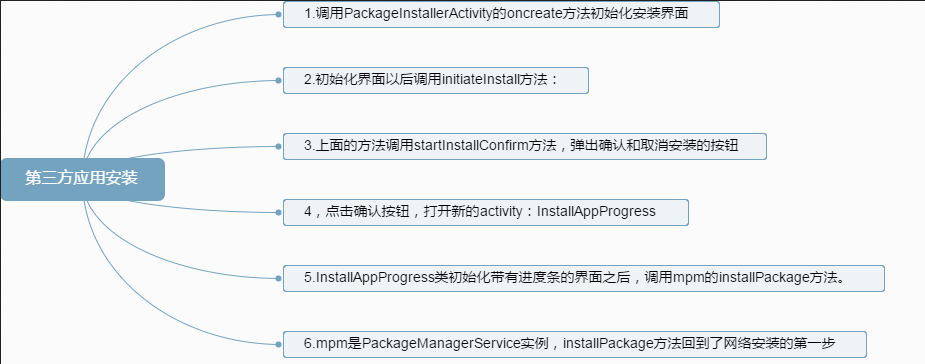 1.调用PackageInstallerActivity的oncreate方法初始化安装界面
2.初始化界面以后调用initiateInstall方法：
3.上面的方法调用startInstallConfirm方法，弹出确认和取消安装的按钮
第三方应用安装
4，点击确认按钮，打开新的activity：InstallAppProgress
5.InstallAppProgress类初始化带有进度条的界面之后，调用mpm的installPackage方法。
6.mpm是PackageManagerService实例，installPackage方法回到了网络安装的第一步